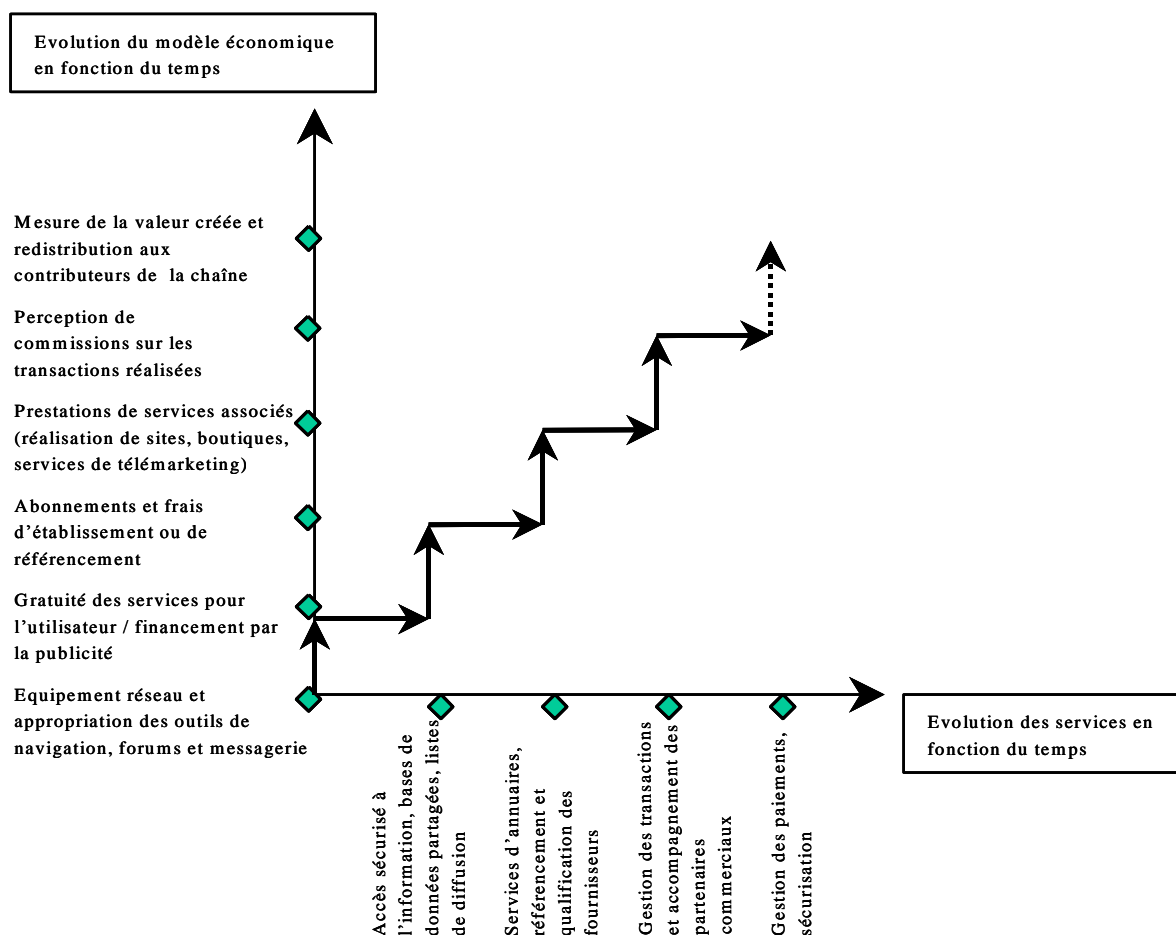 Evolution du modèle économique
en fonction du temps
Mesure de la valeur créée et
redistribution aux
contributeurs de la chaîne
Perception de
commissions sur les
transactions réalisées
Prestations de services associés
(réalisation de sites, boutiques,
services de télémarketing)
Abonnements et frais
d’établissement ou de
référencement
Gratuité des services pour
l’utilisateur / financement par
la publicité
Equipement réseau et
appropriation des outils de
navigation, forums et messagerie
Evolution des services en
fonction du temps
Accès sécurisé à
l’information, bases de
données partagées, listes
de diffusion
Services d’annuaires,
référencement et
qualification des
fournisseurs
Gestion des transactions
et accompagnement des
partenaires
commerciaux
Gestion des paiements,
sécurisation